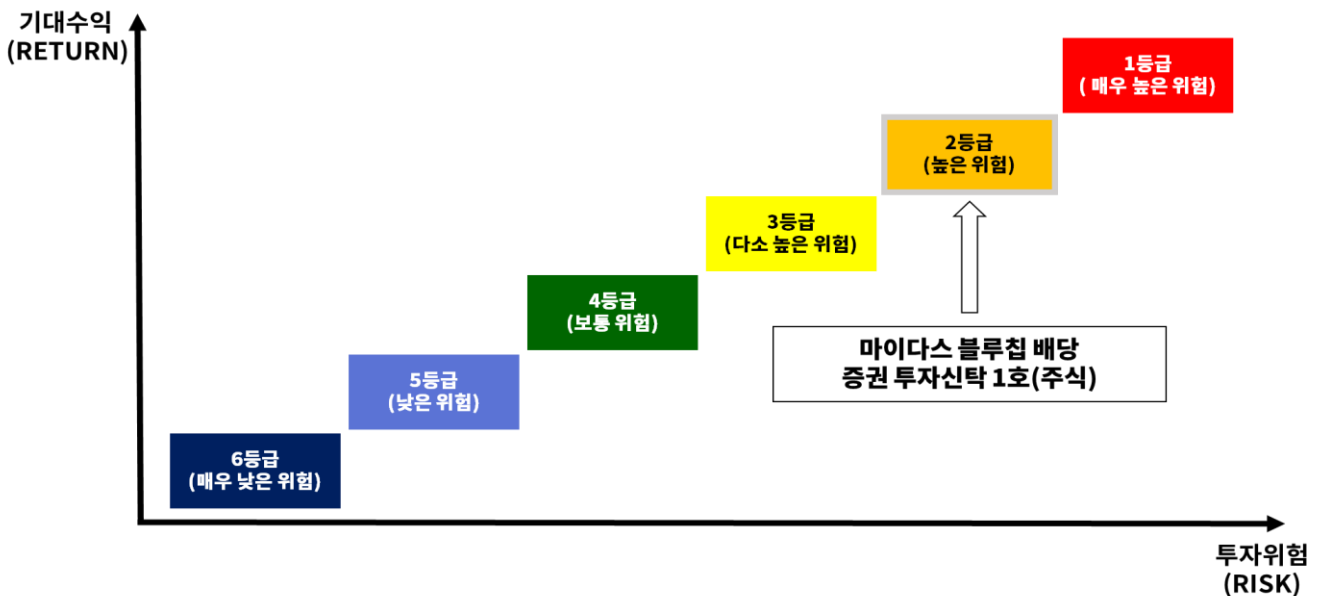 기대수익
(RETURN)
1등급
( 매우 높은 위험)
2등급
(높은 위험)
3등급
(다소 높은 위험)
4등급
(보통 위험)
마이다스 블루칩 배당
증권 투자신탁 1호(주식)
5등급
(낮은 위험)
6등급
(매우 낮은 위험)
투자위험
(RISK)